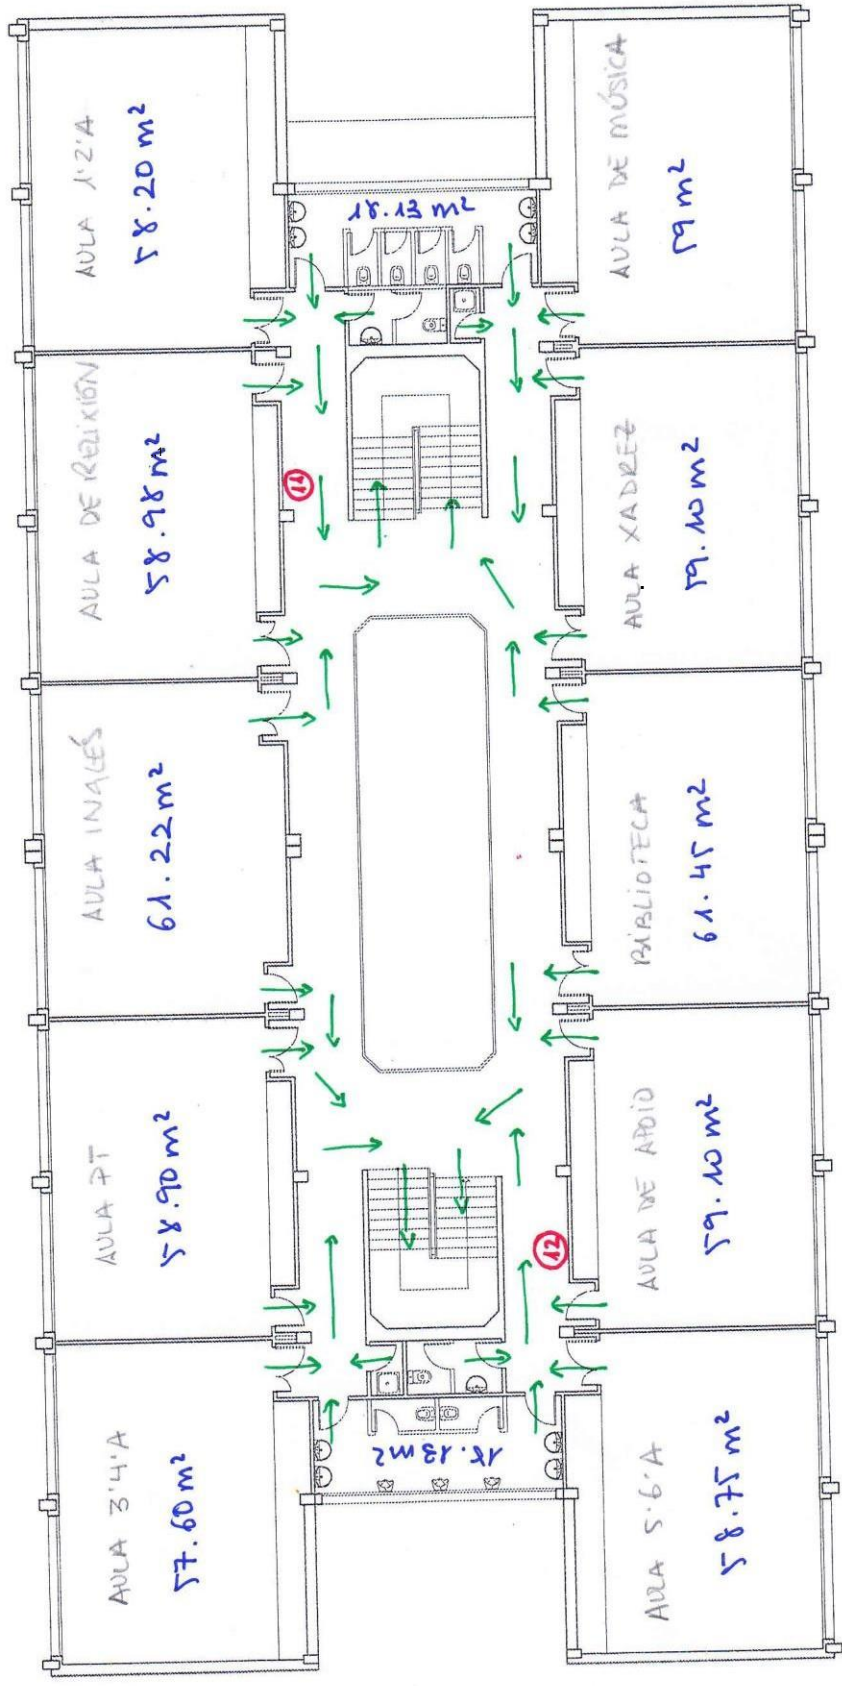 AULA 1º2ºA
58.20 m²
AULA DE RELIXIÓN
58.98 m²
AULA INGLÉS
61.22 m²
AULA PT
58.90 m²
AULA 3º4ºA
57.60 m²
18.13 m²
11
12
18.13 m²
AULA DE MÚSICA
59 m²
AULA XADREZ
59.10 m²
BIBLIOTECA
61.45 m²
AULA DE APOIO
59.10 m²
AULA 5º6ºA
58.75 m²